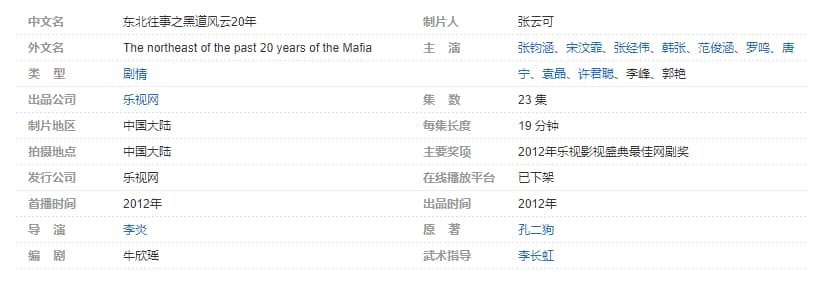 中文名 东北往事之黑道风云20年
外文名 The northeast of the past 20 years of the Mafia
类 型 剧情
出品公司 乐视网
制片地区 中国大陆
拍摄地点 中国大陆
发行公司 乐视网
首播时间 2012年
导 演 李炎
编 剧 牛欣瑶
制片人 张云可
主 演 张钧涵、宋汶霏、张经伟、韩张、范俊涵、罗鸣、唐
宁、袁晶、许君聪、李峰、郭艳
集 数 23 集
每集长度 19 分钟
主要奖项 2012年乐视影视盛典最佳网剧奖
在线播放平台 已下架
出品时间 2012年
原 著 孔二狗
武术指导 李长虹